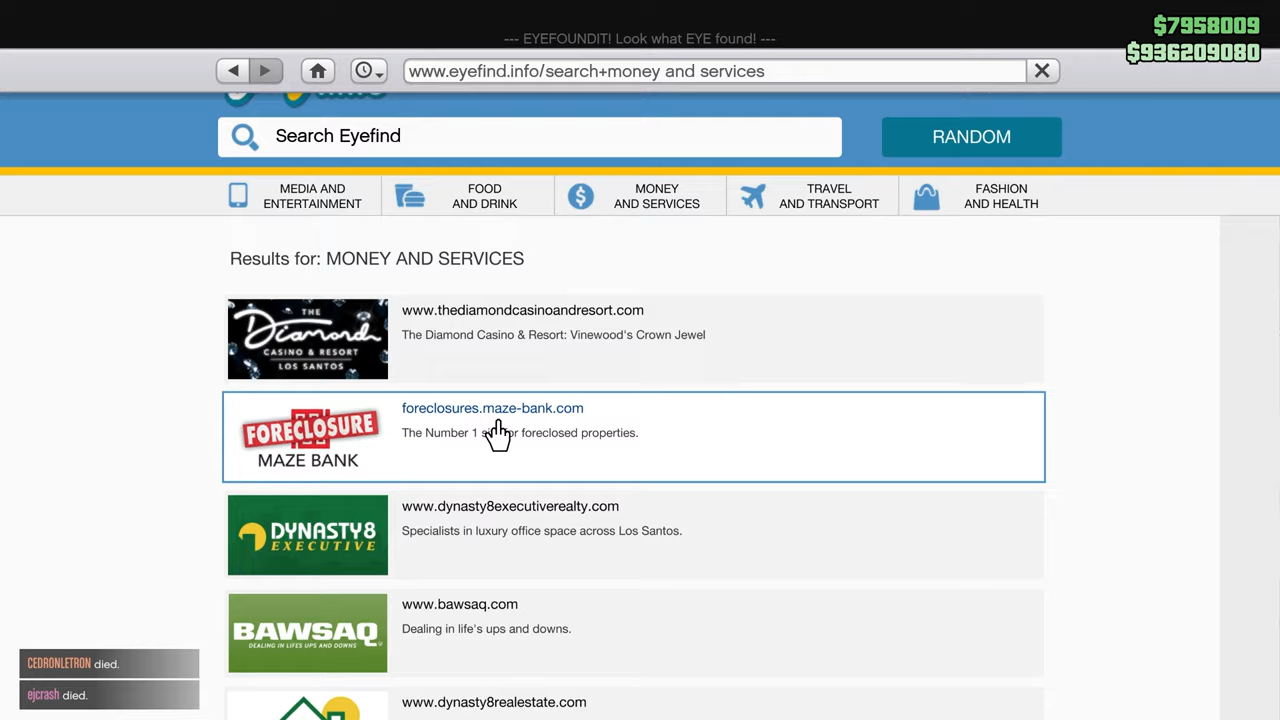 --- EYEFOUNDIT! Look what EYE found! ---
$7958009
$936209080
www.eyefind.info/search+money and services
Search Eyefind
RANDOM
MEDIA AND
ENTERTAINMENT
FOOD
AND DRINK
MONEY
AND SERVICES
TRAVEL
AND TRANSPORT
FASHION
AND HEALTH
Results for: MONEY AND SERVICES
THE
Diamond
CASINO & RESORT
LOS SANTOS
www.thediamondcasinoandresort.com
The Diamond Casino & Resort: Vinewood's Crown Jewel
FORECLOSURE
MAZE BANK
foreclosures.maze-bank.com
The Number 1 s or foreclosed properties.
DYNASTY8
EXECUTIVE
www.dynasty8executiverealty.com
Specialists in luxury office space across Los Santos.
BAWSAQ
DEALING IN LIFES UPS AND DOWNS
www.bawsaq.com
Dealing in life's ups and downs.
www.dynasty8realestate.com
CEDRONLETRON died.
ejcrash died.